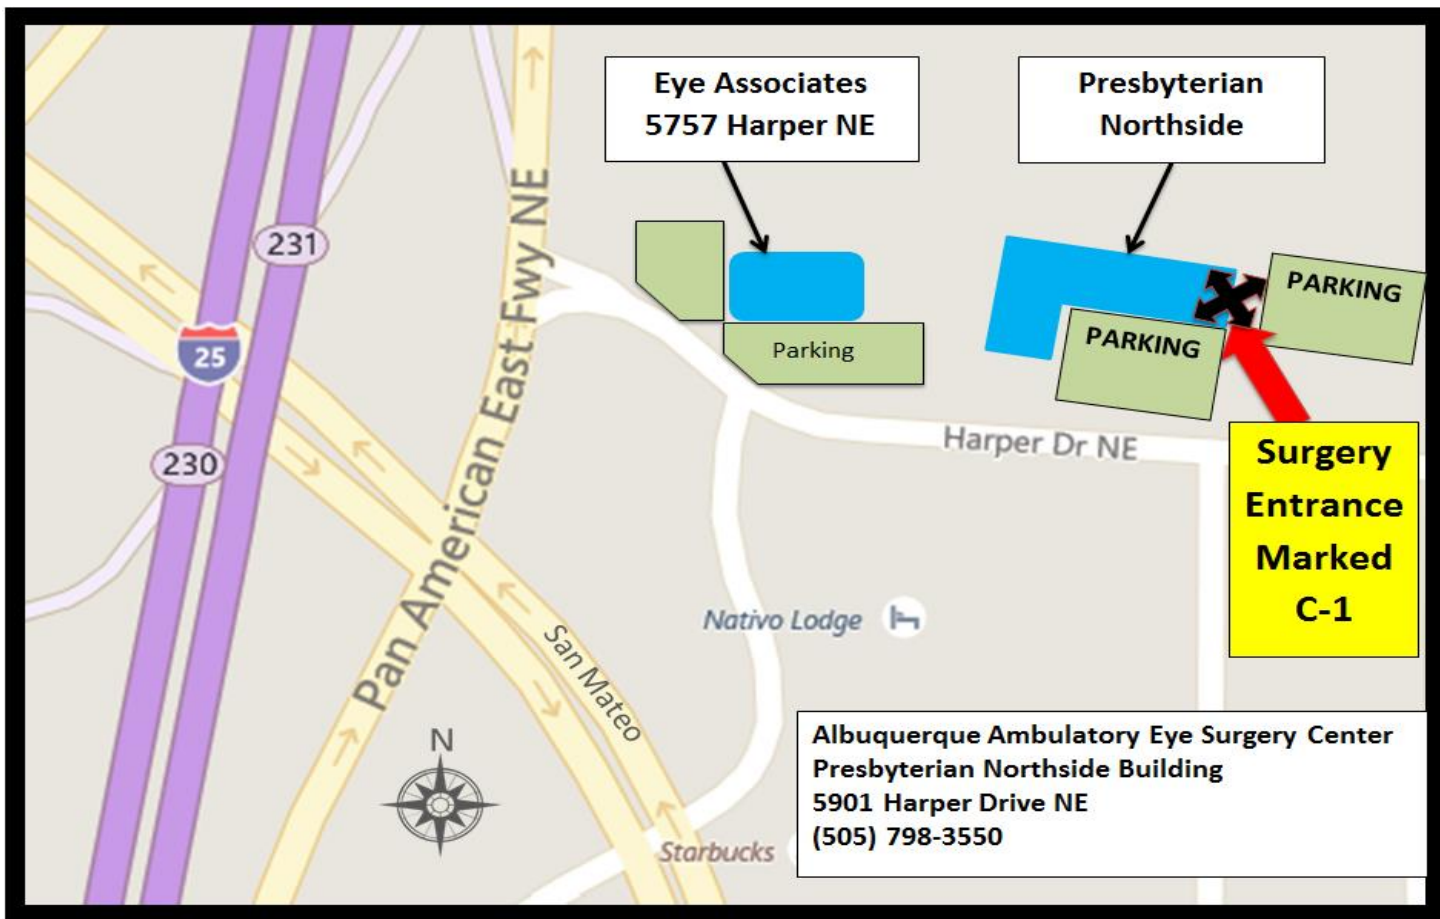 Eye Associates
5757 Harper NE
Presbyterian
Northside
231
PARKING
PARKING
25
Parking
Pan American East Fwy NE
Harper Dr NE
230
Surgery
Entrance
Marked
C-1
Nativo Lodge
San Mateo
N
Albuquerque Ambulatory Eye Surgery Center
Presbyterian Northside Building
5901 Harper Drive NE
(505) 798-3550
Starbucks